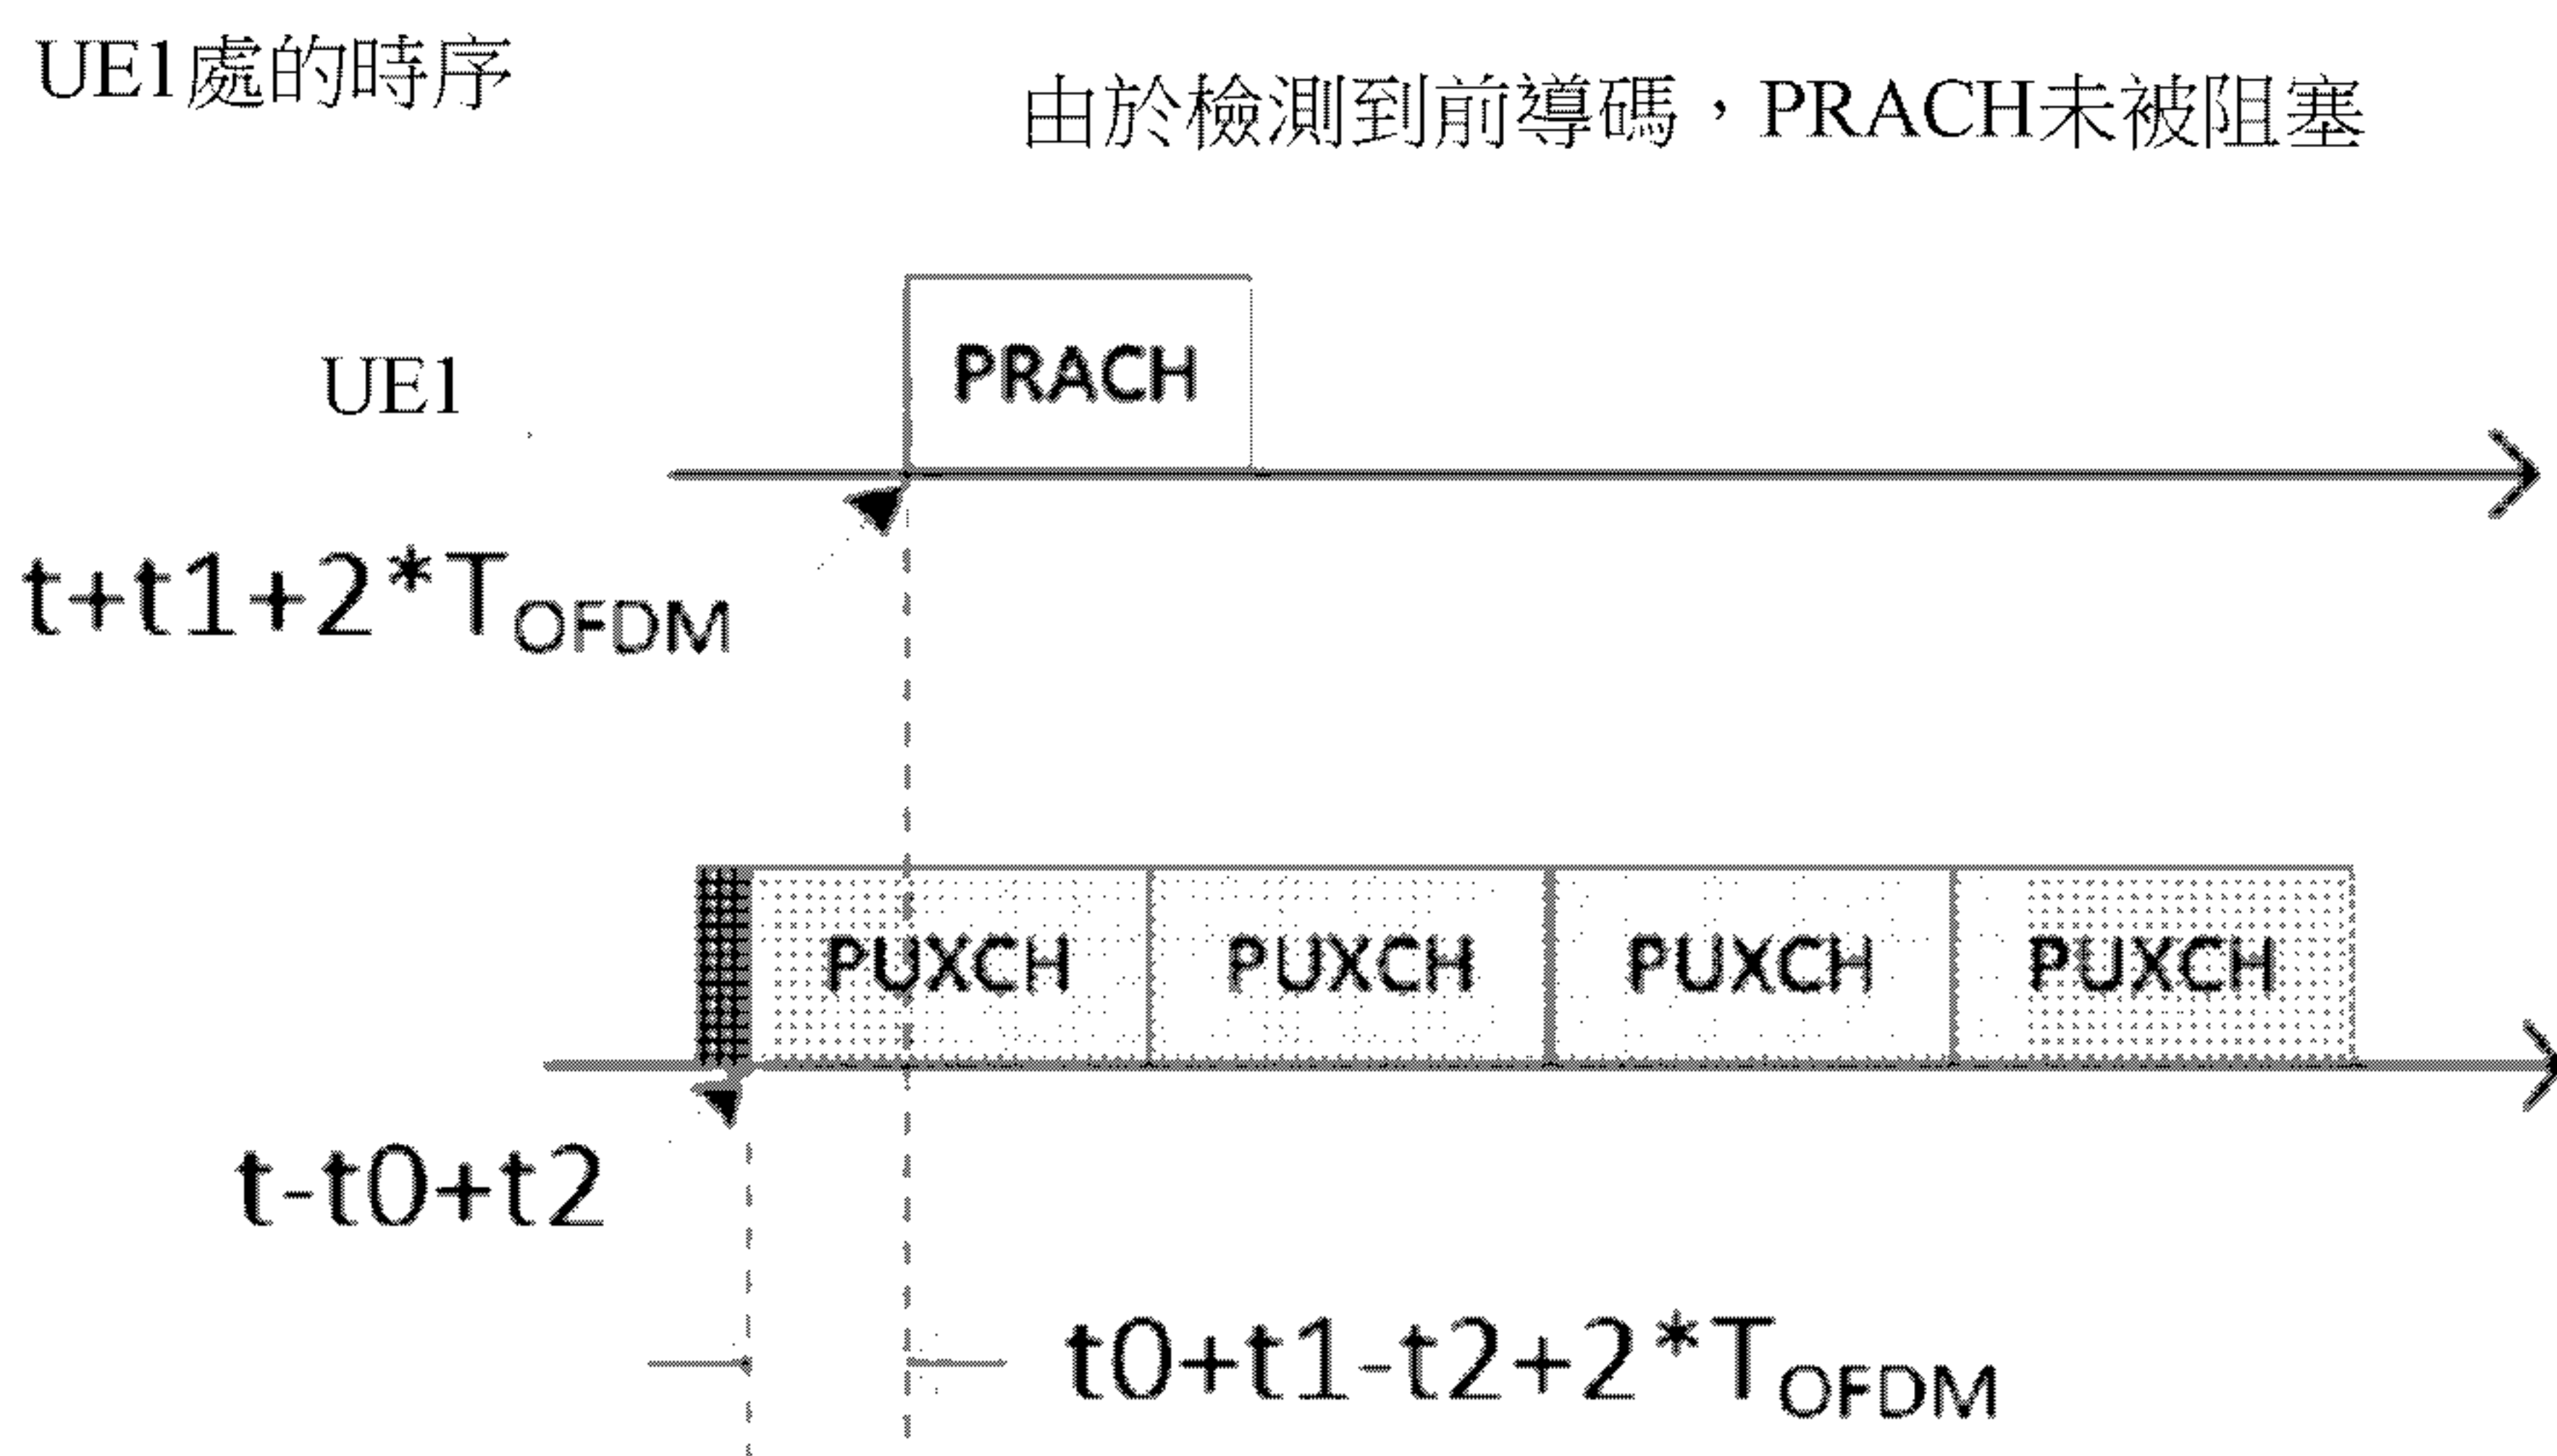 UE1處的時序
由於檢測到前導碼，PRACH未被阻塞
UE1
PRACH
t+t1+2*T_OFDM
PUXCH PUXCH PUXCH PUXCH
t-t0+t2
t0+t1-t2+2*T_OFDM